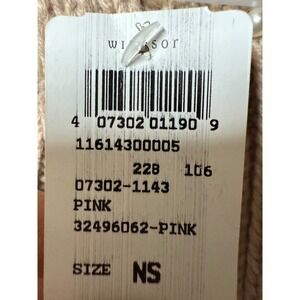 windsor
4 07302 01190 9
11614300005
228 106
07302-1143
PINK
32496062-PINK
SIZE NS